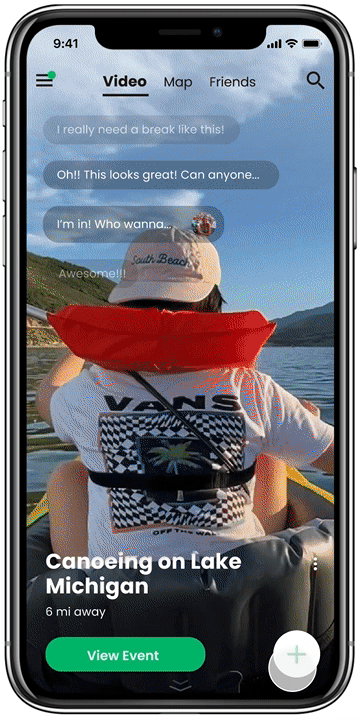 9:41
Video Map Friends
I really need a break like this!
Oh!! This looks great! Can anyone...
I'm in! Who wanna...
Awesome!!!
South Beach
VANS
"OFF THE WALL"
Canoeing on Lake
Michigan
6 mi away
View Event